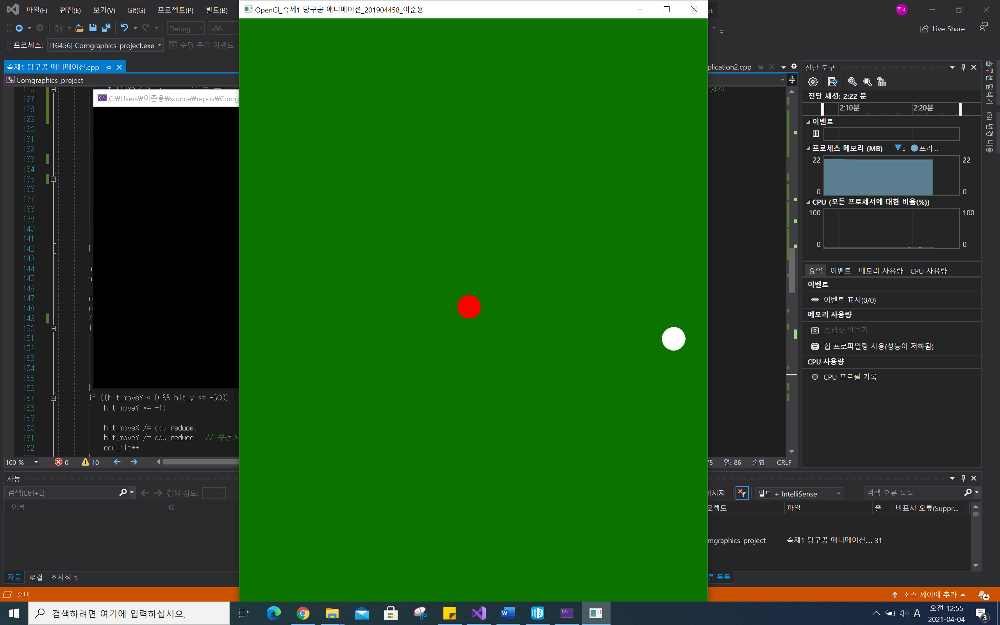 파일(F) 편집(E) 보기(V) Git(G) 프로젝트(P) 빌드(B)
OpenGl_숙제1 당구공 애니메이션_201904458_이준용
ct
준이
Debug x86
Live Share
프로세스: [16456] Comgraphics_project.exe 수명 주기 이벤트
숙제1 당구공 애니메이션.cpp
plication2.cpp
Comgraphics_project
C:\Users\이준용\source\repos\Comg
126
127
128
129
130
131
132
133
134
135
136
137
138
139
140
141
142 }
143
144 h
145 h
146
147 re
148 re
149 /
150 i
151
152
153
154
155
156 }
157 if ((hit_moveY < 0 && hit_y <= -500) ||
158 hit_moveY *= -1;
159
160 hit_moveX /= cou_reduce;
161 hit_moveY /= cou_reduce; // 쿠션시
162 cou_hit++;
100 % 0 10
75 열: 86 혼합 CRLF
진단 도구
진단 세션: 2:22 분
2:10분 2:20분
이벤트
프로세스 메모리 (MB) 프라...
22 22
0 0
CPU (모든 프로세서에 대한 비율(%))
100 100
0 0
요약 이벤트 메모리 사용량 CPU 사용량
이벤트
이벤트 표시(0/0)
메모리 사용량
스냅샷 만들기
힙 프로파일링 사용(성능이 저하됨)
CPU 사용량
CPU 프로필 기록
솔루션 탐색기
Git 변경 내용
자동
검색(Ctrl+E) 검색 심도:
이름 값
자동 로컬 조사식 1
빌드 + IntelliSense 검색 오류 목록
로젝트 파일 줄 비표시 오류(Suppr...
mgraphics_project 숙제1 당구공 애니메이션.... 31
류 목록
준비
소스 제어에 추가 4
검색하려면 여기에 입력하십시오.
A
오전 12:55
2021-04-04
3